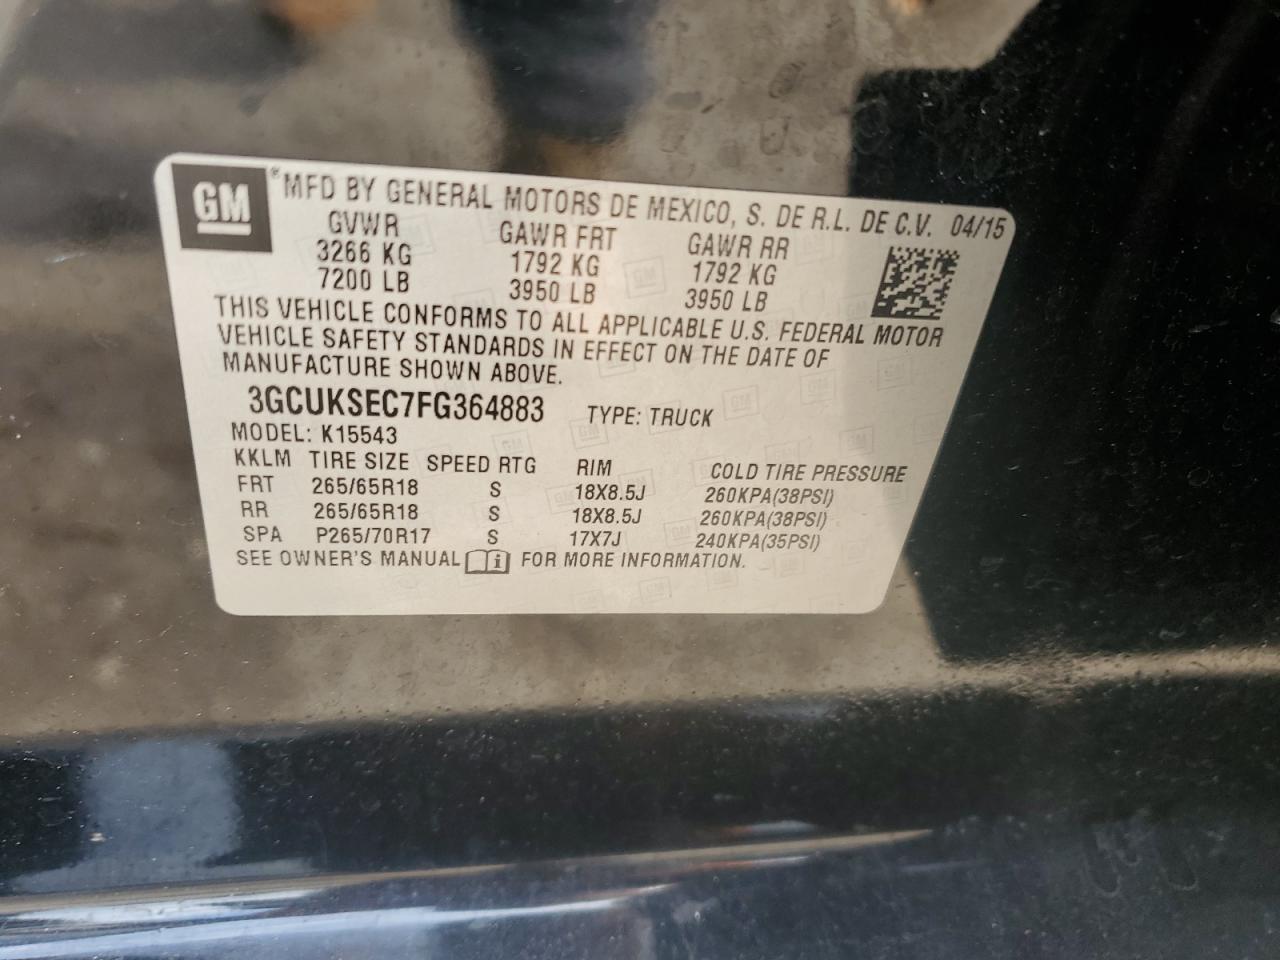 GM
® MFD BY GENERAL MOTORS DE MEXICO, S. DE R.L. DE C.V. 04/15
GVWR GAWR FRT GAWR RR
3266 KG 1792 KG 1792 KG
7200 LB 3950 LB 3950 LB
THIS VEHICLE CONFORMS TO ALL APPLICABLE U.S. FEDERAL MOTOR
VEHICLE SAFETY STANDARDS IN EFFECT ON THE DATE OF
MANUFACTURE SHOWN ABOVE.
3GCUKSEC7FG364883 TYPE: TRUCK
MODEL: K15543
KKLM TIRE SIZE SPEED RTG RIM COLD TIRE PRESSURE
FRT 265/65R18 S 18X8.5J 260KPA(38PSI)
RR 265/65R18 S 18X8.5J 260KPA(38PSI)
SPA P265/70R17 S 17X7J 240KPA(35PSI)
SEE OWNER'S MANUAL i FOR MORE INFORMATION.